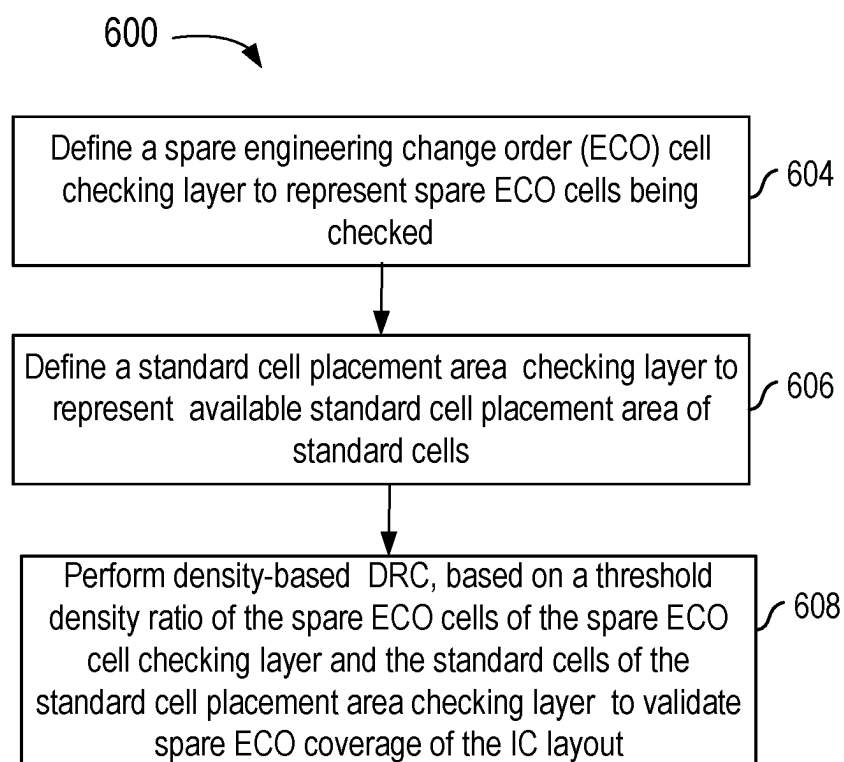 600
Define a spare engineering change order (ECO) cell
checking layer to represent spare ECO cells being
checked
604
Define a standard cell placement area checking layer to
represent available standard cell placement area of
standard cells
606
Perform density-based DRC, based on a threshold
density ratio of the spare ECO cells of the spare ECO
cell checking layer and the standard cells of the
standard cell placement area checking layer to validate
spare ECO coverage of the IC layout
608